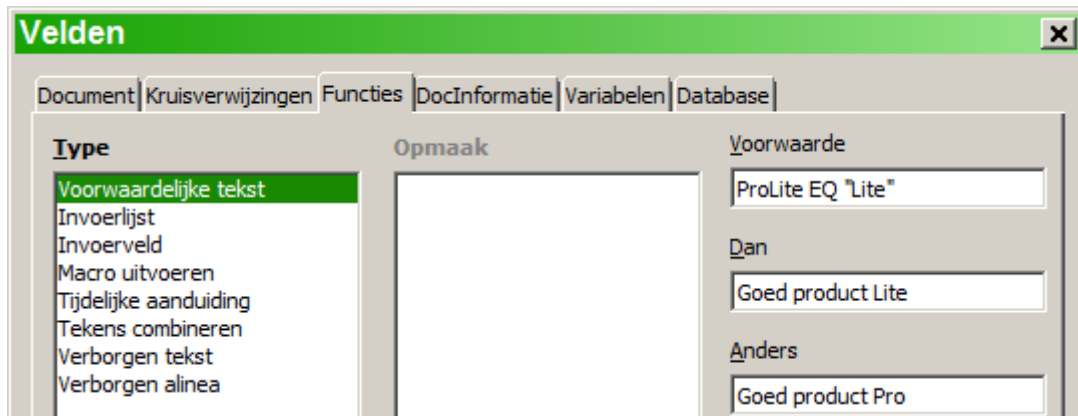 Velden
Document Kruisverwijzingen Functies DocInformatie Variabelen Database
Type
Voorwaardelijke tekst
Invoerlijst
Invoerveld
Macro uitvoeren
Tijdelijke aanduiding
Tekens combineren
Verborgen tekst
Verborgen alinea
Opmaak
Voorwaarde
ProLite EQ "Lite"
Dan
Goed product Lite
Anders
Goed product Pro